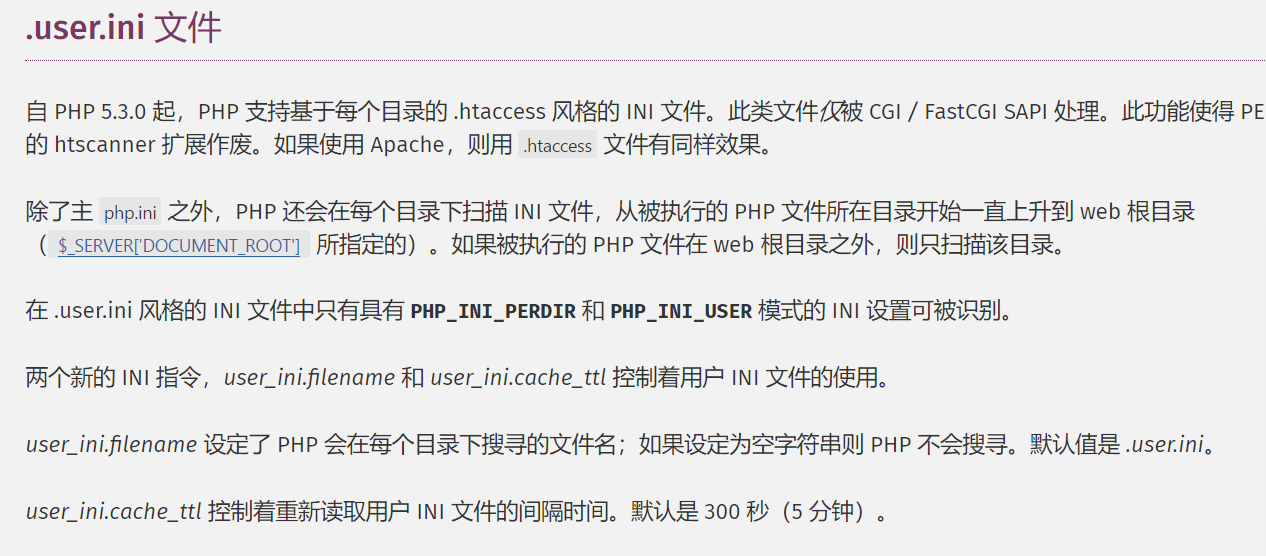 .user.ini 文件
自 PHP 5.3.0 起，PHP 支持基于每个目录的 .htaccess 风格的 INI 文件。此类文件仅被 CGI / FastCGI SAPI 处理。此功能使得 PE
的 htscanner 扩展作废。如果使用 Apache，则用 .htaccess 文件有同样效果。
除了主 php.ini 之外，PHP 还会在每个目录下扫描 INI 文件，从被执行的 PHP 文件所在目录开始一直上升到 web 根目录
（ $_SERVER['DOCUMENT_ROOT'] 所指定的）。如果被执行的 PHP 文件在 web 根目录之外，则只扫描该目录。
在 .user.ini 风格的 INI 文件中只有具有 PHP_INI_PERDIR 和 PHP_INI_USER 模式的 INI 设置可被识别。
两个新的 INI 指令，user_ini.filename 和 user_ini.cache_ttl 控制着用户 INI 文件的使用。
user_ini.filename 设定了 PHP 会在每个目录下搜寻的文件名；如果设定为空字符串则 PHP 不会搜寻。默认值是 .user.ini。
user_ini.cache_ttl 控制着重新读取用户 INI 文件的间隔时间。默认是 300 秒（5 分钟）。